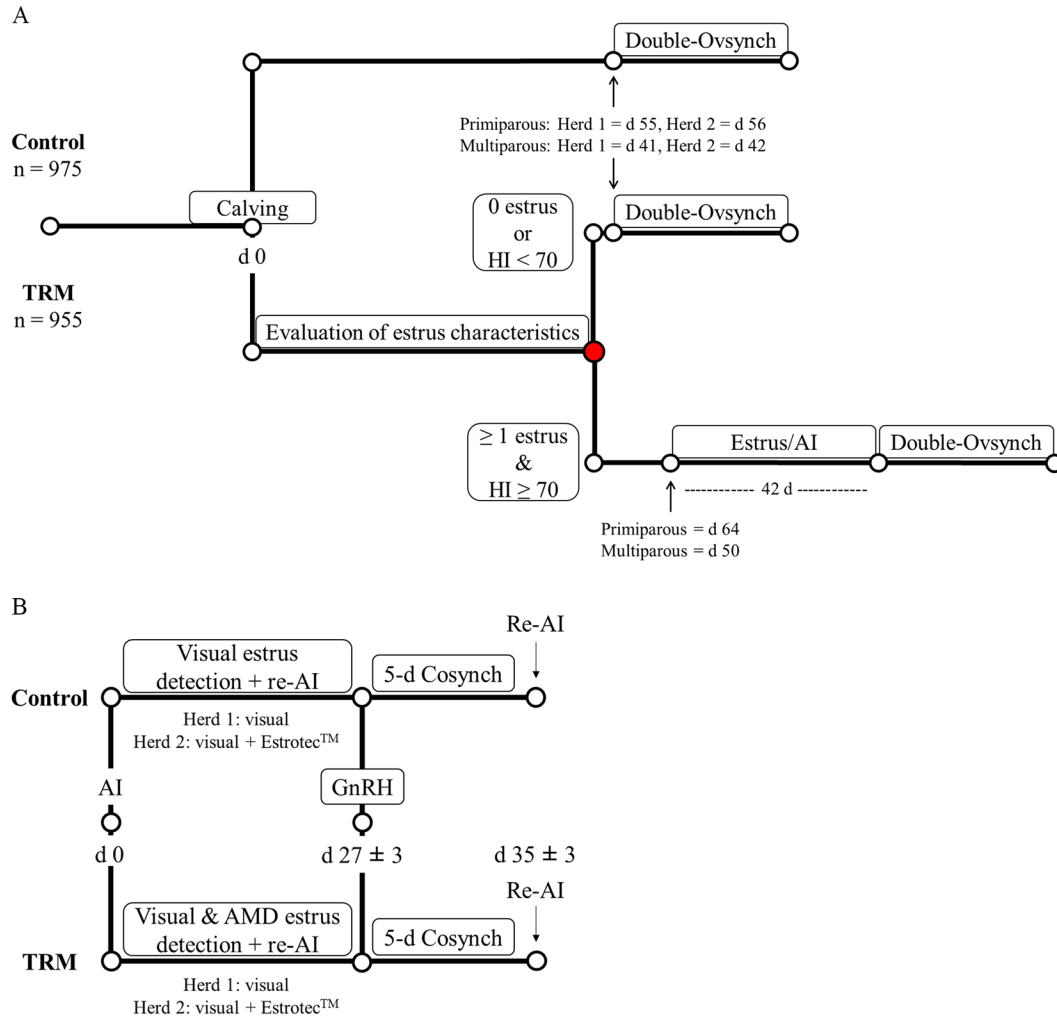 A
Double-Ovsynch
Primiparous: Herd 1 = d 55, Herd 2 = d 56
Multiparous: Herd 1 = d 41, Herd 2 = d 42
Control
n = 975
Calving
0 estrus
or
HI < 70
Double-Ovsynch
d 0
TRM
n = 955
Evaluation of estrus characteristics
≥ 1 estrus
&
HI ≥ 70
Estrus/AI
Double-Ovsynch
------------ 42 d ------------
Primiparous = d 64
Multiparous = d 50
B
Re-AI
Visual estrus
detection + re-AI
5-d Cosynch
Control
Herd 1: visual
Herd 2: visual + Estrotec™
AI
GnRH
d 0
d 27 ± 3
d 35 ± 3
Re-AI
Visual & AMD estrus
detection + re-AI
5-d Cosynch
TRM
Herd 1: visual
Herd 2: visual + Estrotec™